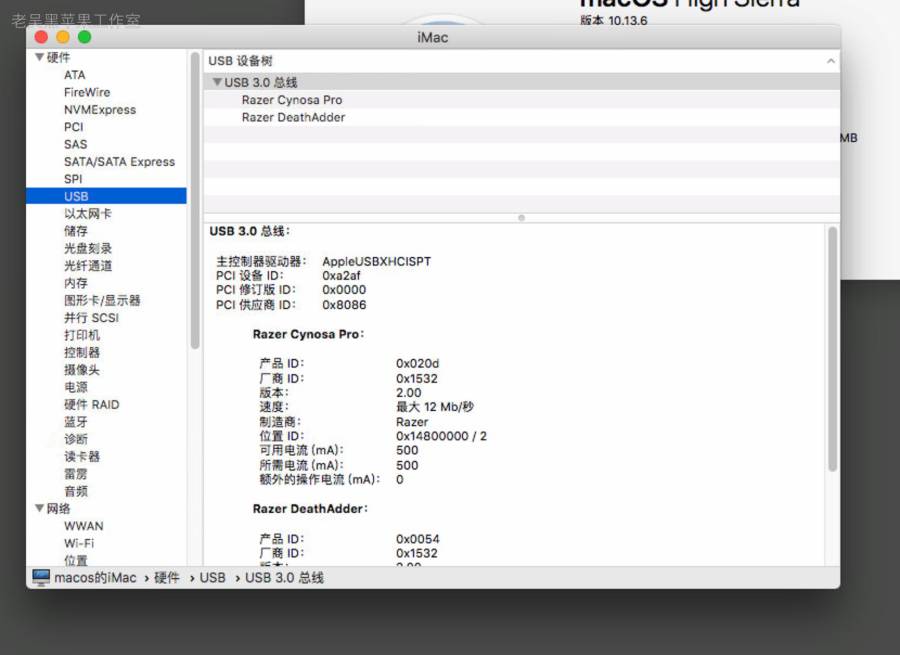 老呆黑苹果工作室
macOS High Sierra
版本 10.13.6
iMac
MB
硬件
ATA
FireWire
NVMExpress
PCI
SAS
SATA/SATA Express
SPI
USB
以太网卡
储存
光盘刻录
光纤通道
内存
图形卡/显示器
并行 SCSI
打印机
控制器
摄像头
电源
硬件 RAID
蓝牙
诊断
读卡器
雷雳
音频
网络
WWAN
Wi-Fi
位置
USB 设备树
USB 3.0 总线
Razer Cynosa Pro
Razer DeathAdder
USB 3.0 总线:
主控制器驱动器: AppleUSBXHCISPT
PCI 设备 ID: 0xa2af
PCI 修订版 ID: 0x0000
PCI 供应商 ID: 0x8086
Razer Cynosa Pro:
产品 ID: 0x020d
厂商 ID: 0x1532
版本: 2.00
速度: 最大 12 Mb/秒
制造商: Razer
位置 ID: 0x14800000 / 2
可用电流 (mA): 500
所需电流 (mA): 500
额外的操作电流 (mA): 0
Razer DeathAdder:
产品 ID: 0x0054
厂商 ID: 0x1532
版本: 2.00
macos的iMac › 硬件 › USB › USB 3.0 总线